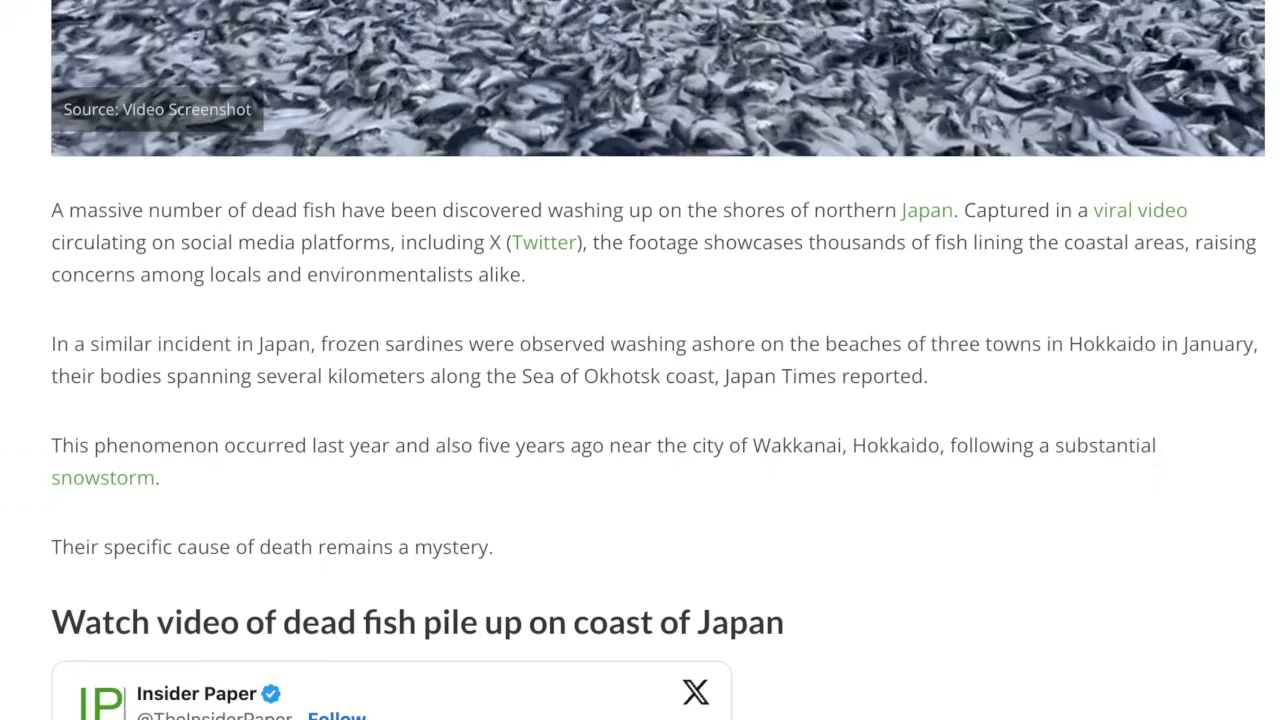 Source: Video Screenshot
A massive number of dead fish have been discovered washing up on the shores of northern Japan. Captured in a viral video
circulating on social media platforms, including X (Twitter), the footage showcases thousands of fish lining the coastal areas, raising
concerns among locals and environmentalists alike.
In a similar incident in Japan, frozen sardines were observed washing ashore on the beaches of three towns in Hokkaido in January,
their bodies spanning several kilometers along the Sea of Okhotsk coast, Japan Times reported.
This phenomenon occurred last year and also five years ago near the city of Wakkanai, Hokkaido, following a substantial
snowstorm.
Their specific cause of death remains a mystery.
Watch video of dead fish pile up on coast of Japan
IP
Insider Paper
X
@TheInsiderPaper · Follow